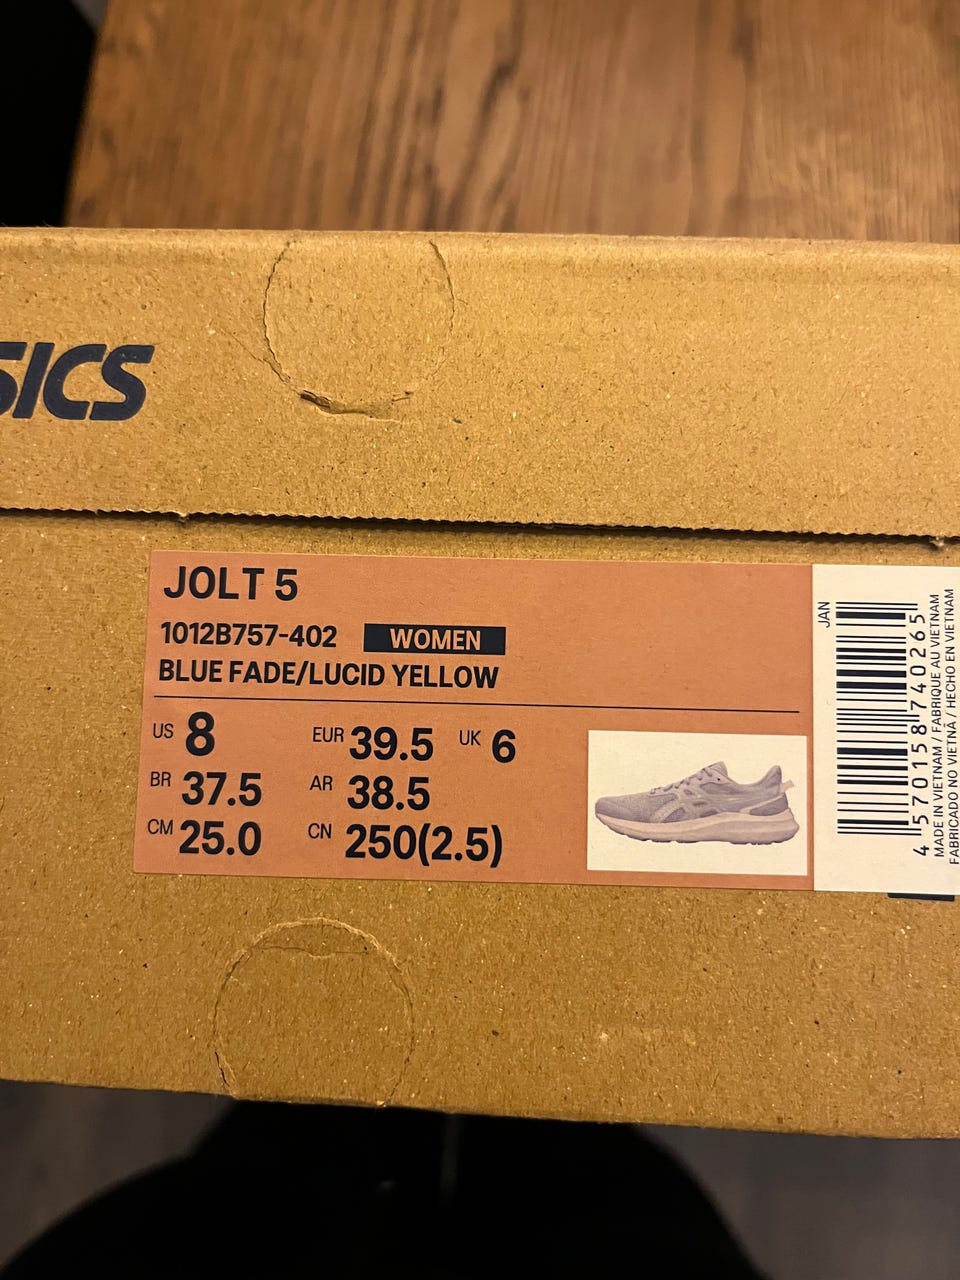 SICS
JOLT 5
1012B757-402 WOMEN
BLUE FADE/LUCID YELLOW
US 8 EUR 39.5 UK 6
BR 37.5 AR 38.5
CM 25.0 CN 250(2.5)
JAN
4 570158 740265
MADE IN VIETNAM / FABRIQUE AU VIETNAM
FABRICADO NO VIETNÃ / HECHO EN VIETNAM